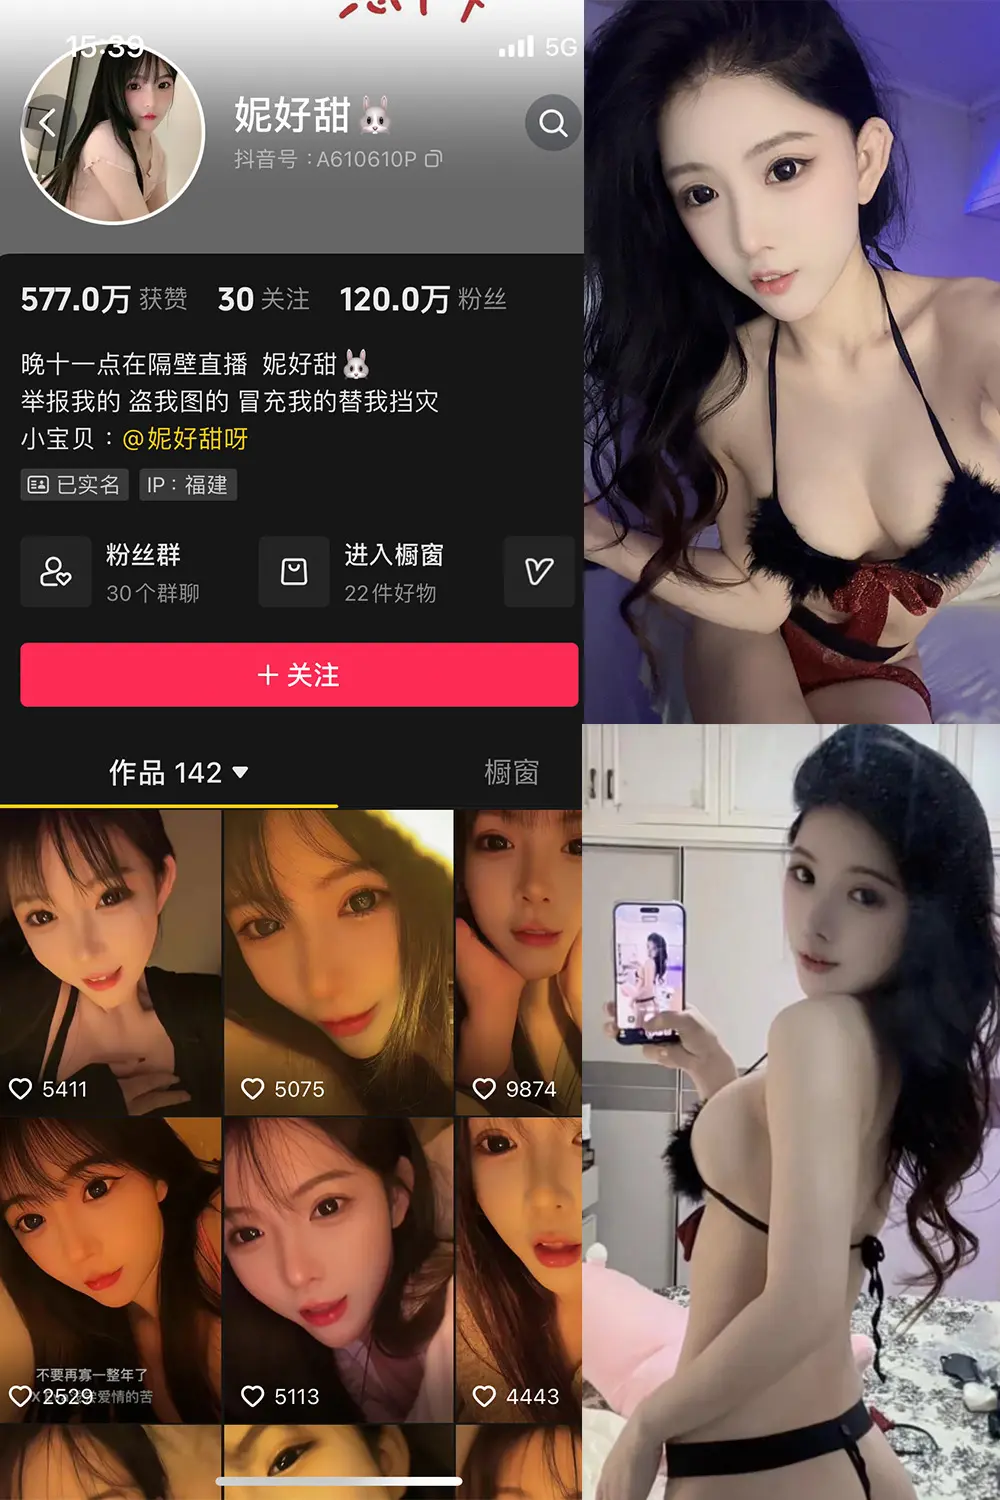 15:39
5G
妮好甜🐰
抖音号：A610610P
577.0万 获赞 30 关注 120.0万 粉丝
晚十一点在隔壁直播 妮好甜🐰
举报我的 盗我图的 冒充我的替我挡灾
小宝贝：@妮好甜呀
已实名 IP：福建
粉丝群 进入橱窗
30个群聊 22件好物
+ 关注
作品 142 橱窗
5411 5075 9874
不要再寡一整年了
爱情的苦
2529 5113 4443